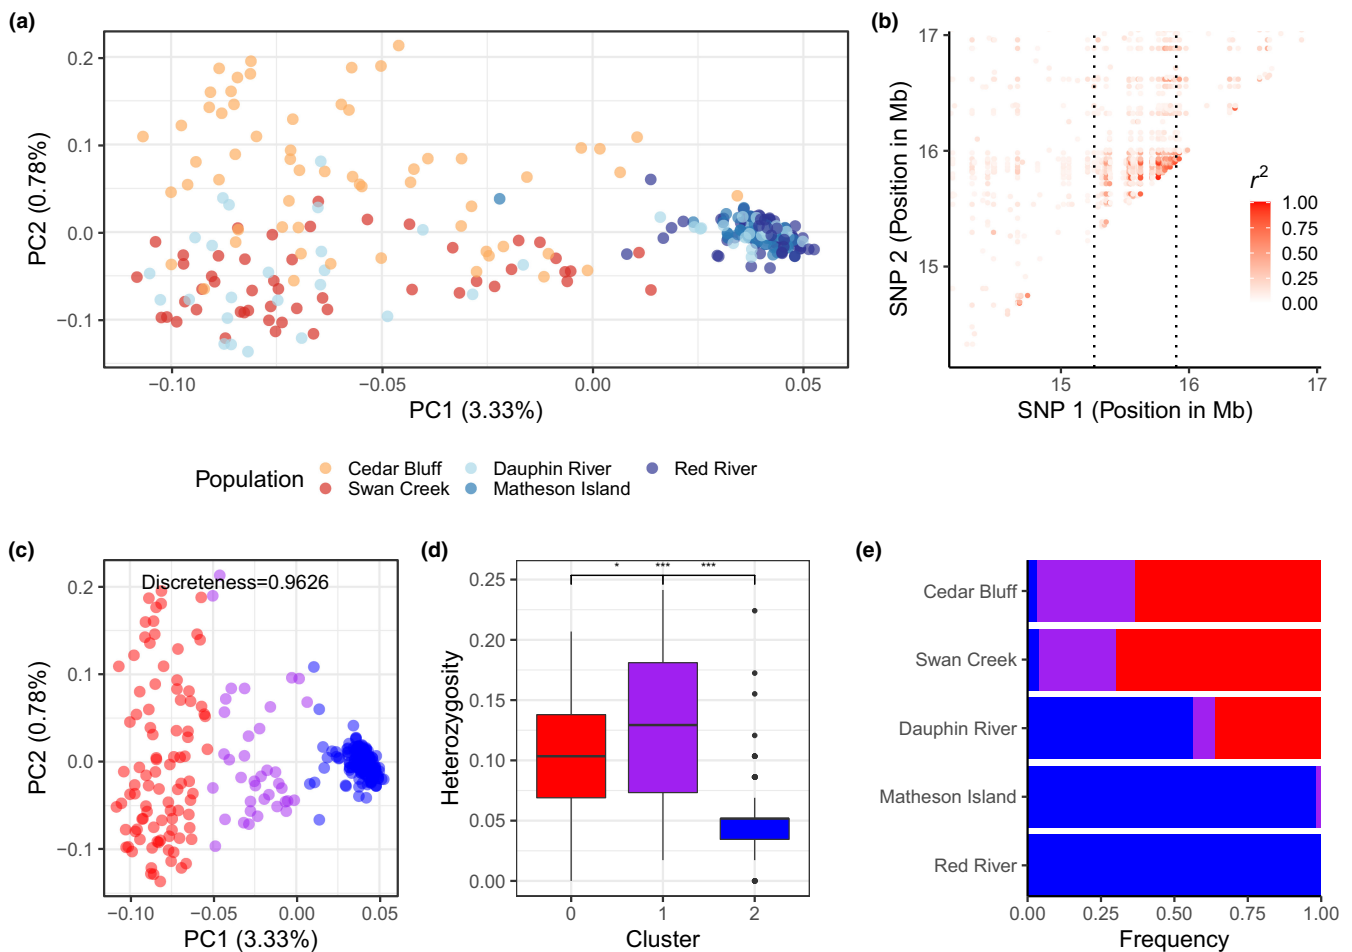 (a)
0.2
0.1
0.0
−0.1
PC2 (0.78%)
−0.10
−0.05
0.00
0.05
PC1 (3.33%)
(b)
17
16
15
SNP 2 (Position in Mb)
r²
1.00
0.75
0.50
0.25
0.00
15
16
17
SNP 1 (Position in Mb)
Population
Cedar Bluff
Dauphin River
Red River
Swan Creek
Matheson Island
(c)
Discreteness=0.9626
0.2
0.1
0.0
−0.1
PC2 (0.78%)
−0.10
−0.05
0.00
0.05
PC1 (3.33%)
(d)
* *** ***
0.25
0.20
0.15
0.10
0.05
0.00
Heterozygosity
0
1
2
Cluster
(e)
Cedar Bluff
Swan Creek
Dauphin River
Matheson Island
Red River
0.00
0.25
0.50
0.75
1.00
Frequency